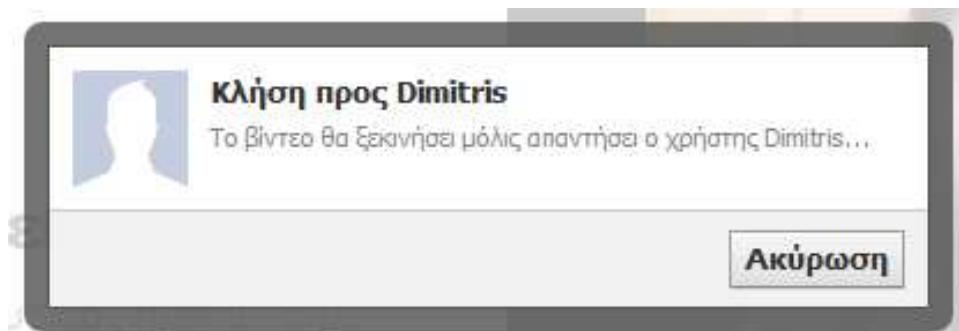 Κλήση προς Dimitris
Το βίντεο θα ξεκινήσει μόλις απαντήσει ο χρήστης Dimitris...
Ακύρωση